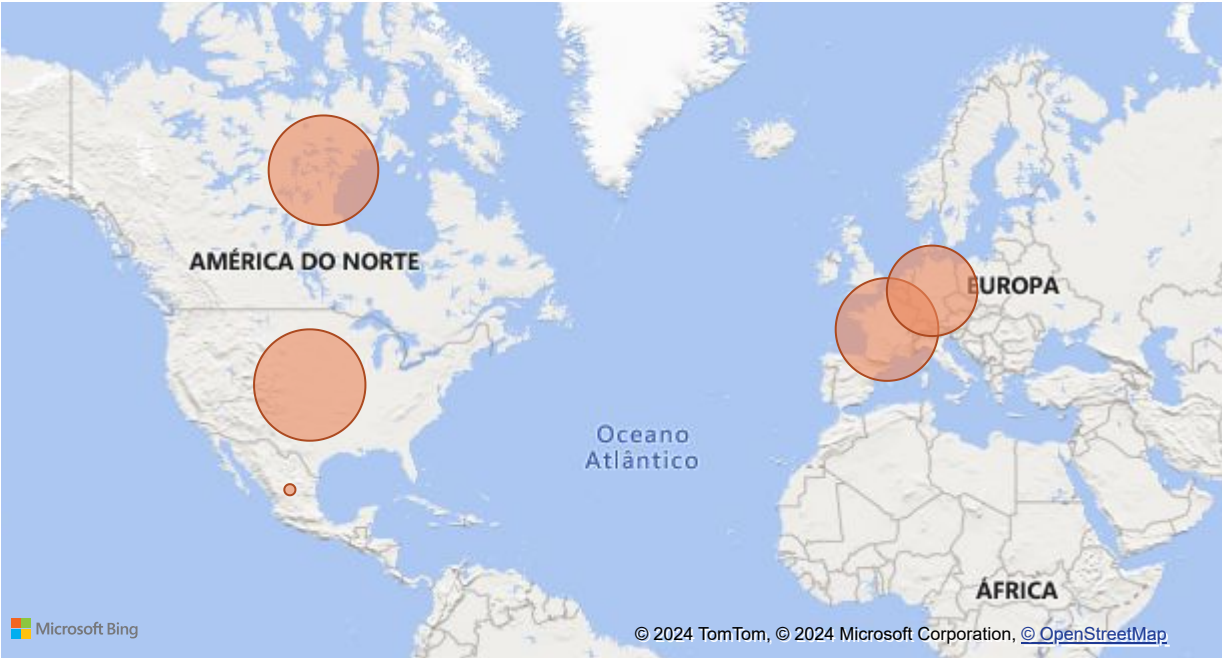 AMÉRICA DO NORTE
EUROPA
Oceano
Atlântico
ÁFRICA
Microsoft Bing
© 2024 TomTom, © 2024 Microsoft Corporation, © OpenStreetMap